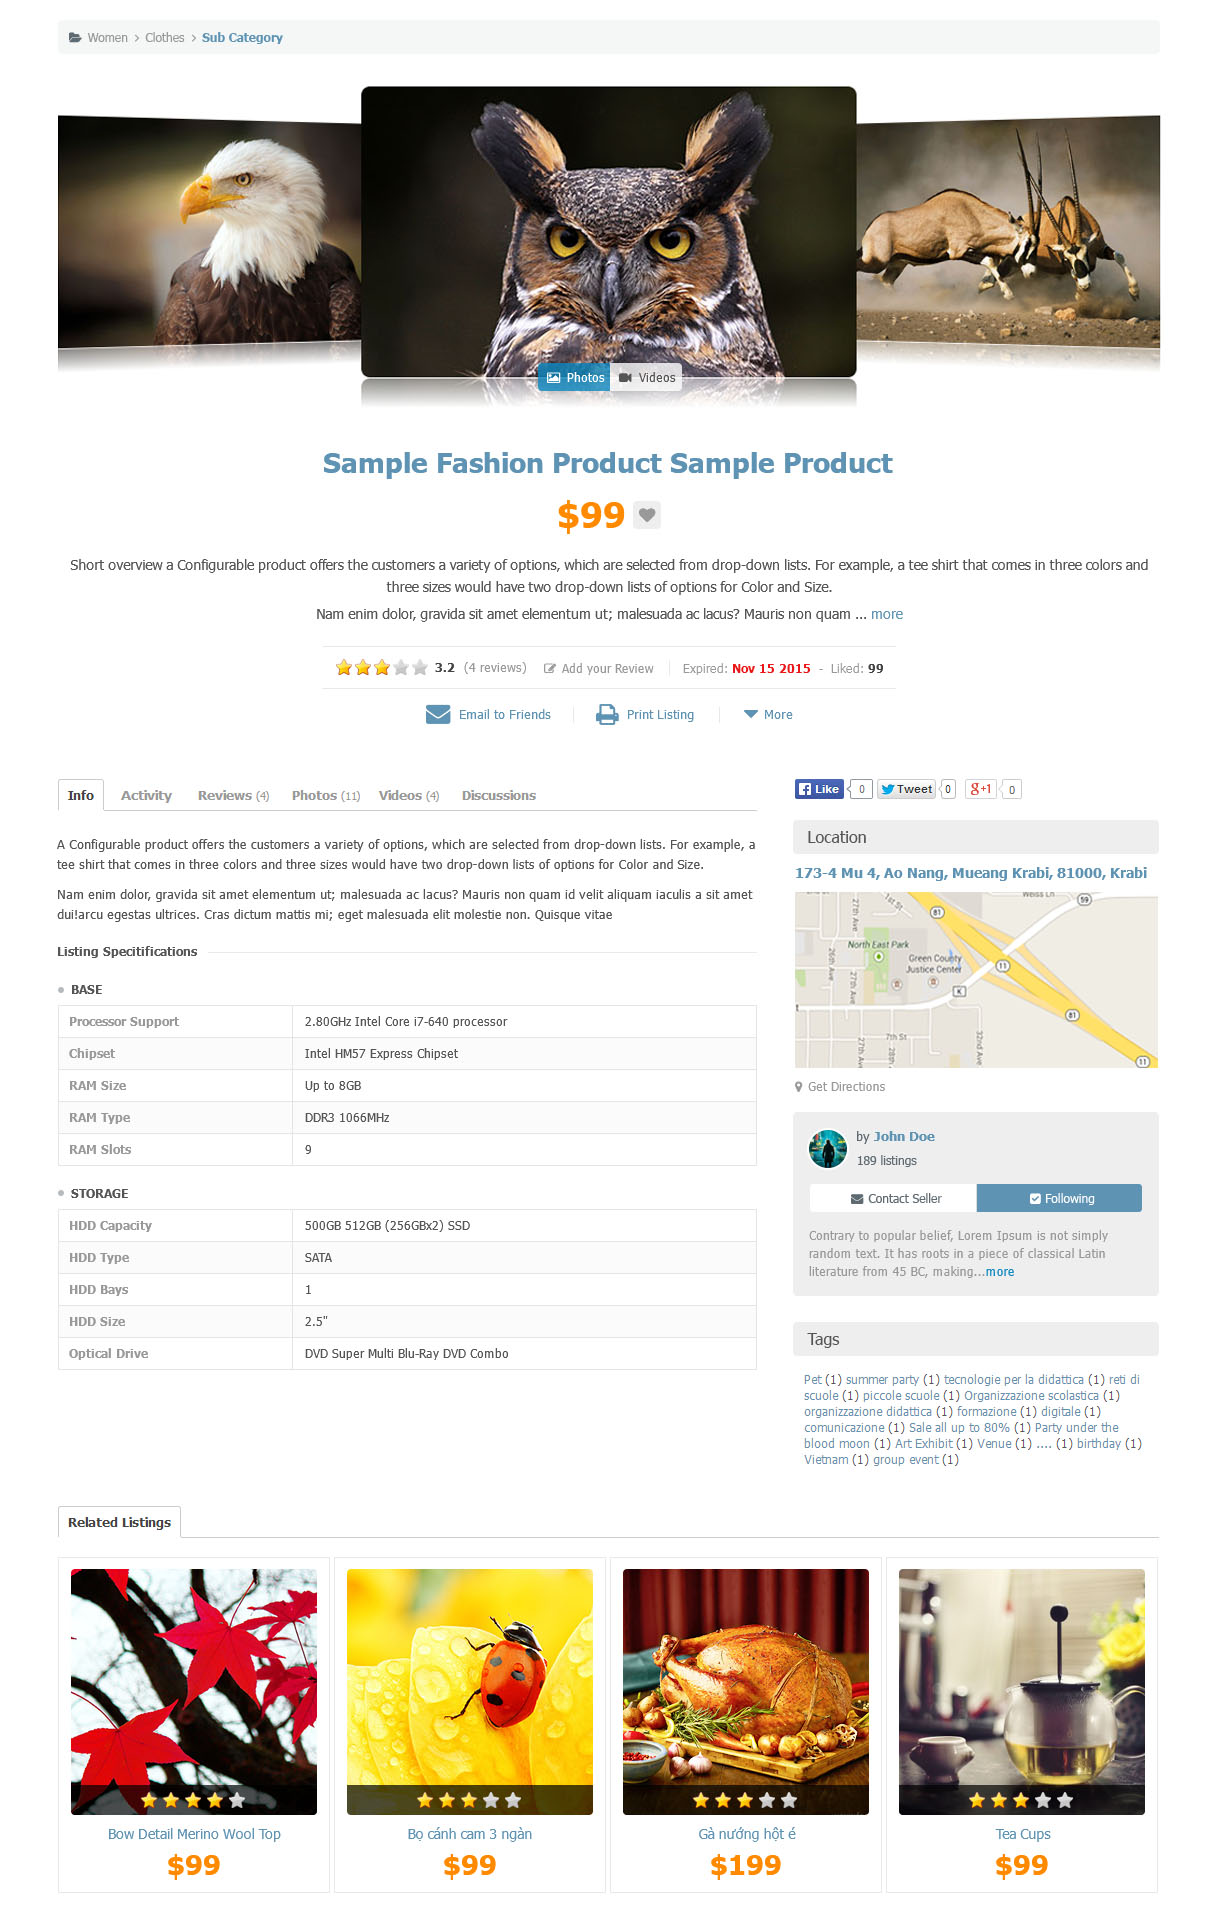 Women > Clothes > Sub Category
Photos Videos
Sample Fashion Product Sample Product
$99
Short overview a Configurable product offers the customers a variety of options, which are selected from drop-down lists. For example, a tee shirt that comes in three colors and
three sizes would have two drop-down lists of options for Color and Size.
Nam enim dolor, gravida sit amet elementum ut; malesuada ac lacus? Mauris non quam ... more
3.2 (4 reviews) Add your Review Expired: Nov 15 2015 - Liked: 99
Email to Friends Print Listing More
Info Activity Reviews (4) Photos (11) Videos (4) Discussions
A Configurable product offers the customers a variety of options, which are selected from drop-down lists. For example, a
tee shirt that comes in three colors and three sizes would have two drop-down lists of options for Color and Size.
Nam enim dolor, gravida sit amet elementum ut; malesuada ac lacus? Mauris non quam id velit aliquam iaculis a sit amet
dui!arcu egestas ultrices. Cras dictum mattis mi; eget malesuada elit molestie non. Quisque vitae
Listing Specitifications
BASE
Processor Support 2.80GHz Intel Core i7-640 processor
Chipset Intel HM57 Express Chipset
RAM Size Up to 8GB
RAM Type DDR3 1066MHz
RAM Slots 9
STORAGE
HDD Capacity 500GB 512GB (256GBx2) SSD
HDD Type SATA
HDD Bays 1
HDD Size 2.5"
Optical Drive DVD Super Multi Blu-Ray DVD Combo
Like 0 Tweet 0 g+1 0
Location
173-4 Mu 4, Ao Nang, Mueang Krabi, 81000, Krabi
1st St
27th Ave
81
Weiss Ln
59
North East Park
26th Ave
Green County
Justice Center
11
27th Ave
K
81
7th St
27th Ave
32nd Ave
11
Get Directions
by John Doe
189 listings
Contact Seller Following
Contrary to popular belief, Lorem Ipsum is not simply
random text. It has roots in a piece of classical Latin
literature from 45 BC, making...more
Tags
Pet (1) summer party (1) tecnologie per la didattica (1) reti di
scuole (1) piccole scuole (1) Organizzazione scolastica (1)
organizzazione didattica (1) formazione (1) digitale (1)
comunicazione (1) Sale all up to 80% (1) Party under the
blood moon (1) Art Exhibit (1) Venue (1) .... (1) birthday (1)
Vietnam (1) group event (1)
Related Listings
Bow Detail Merino Wool Top
$99
Bọ cánh cam 3 ngàn
$99
Gà nướng hột é
$199
Tea Cups
$99